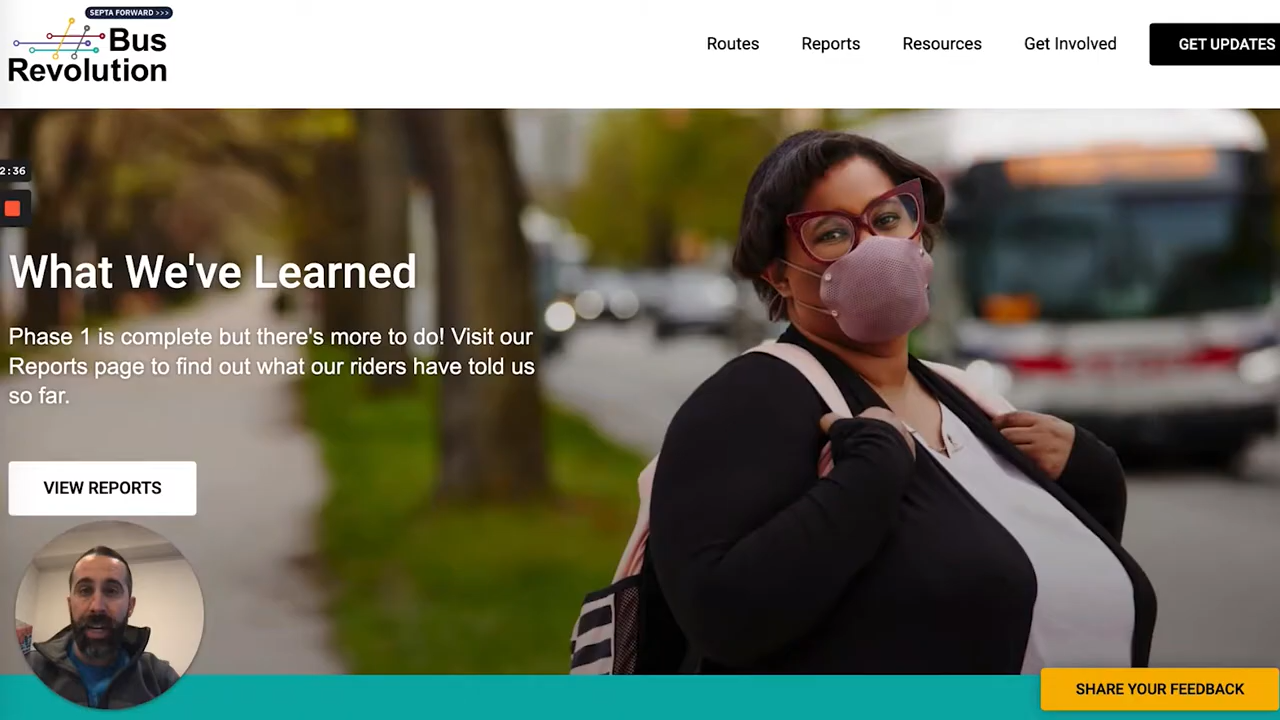 SEPTA FORWARD >>>
Bus
Revolution
Routes
Reports
Resources
Get Involved
GET UPDATES
2:36
What We've Learned
Phase 1 is complete but there's more to do! Visit our
Reports page to find out what our riders have told us
so far.
VIEW REPORTS
SHARE YOUR FEEDBACK